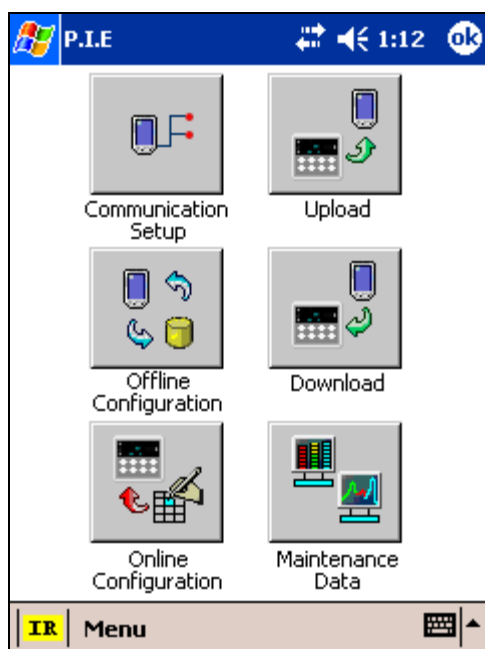 P.I.E 1:12 ok
Communication
Setup
Upload
Offline
Configuration
Download
Online
Configuration
Maintenance
Data
IR Menu